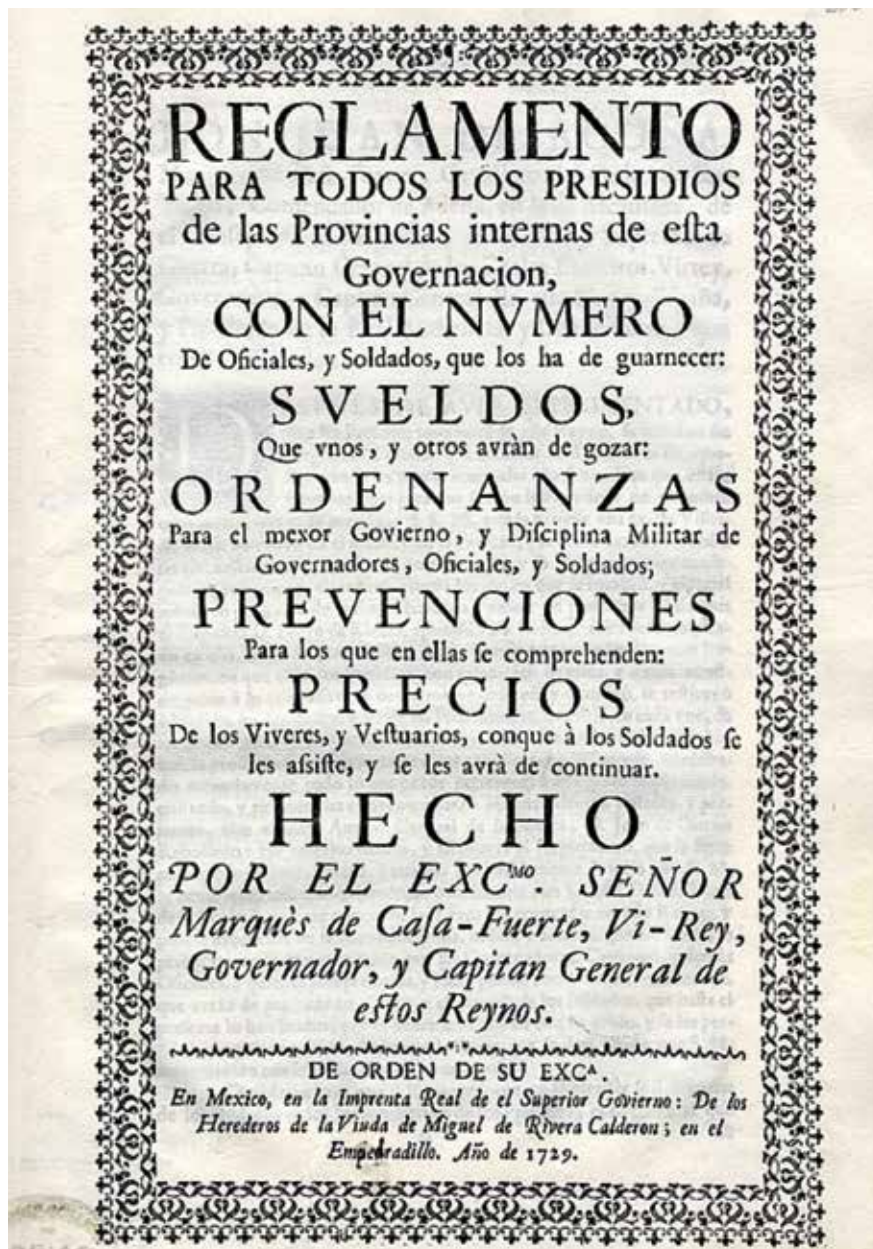 REGLAMENTO
PARA TODOS LOS PRESIDIOS
de las Provincias internas de eſta
Governacion,
CON EL NVMERO
De Oficiales, y Soldados, que los ha de guarnecer:
SVELDOS,
Que vnos, y otros avràn de gozar:
ORDENANZAS
Para el mexor Govierno, y Diſciplina Militar de
Governadores, Oficiales, y Soldados;
PREVENCIONES
Para los que en ellas ſe comprehenden:
PRECIOS
De los Viveres, y Veſtuarios, conque à los Soldados ſe
les aſsiſte, y ſe les avrà de continuar.
HECHO
POR EL EXC.MO SEÑOR
Marquès de Caſa-Fuerte, Vi-Rey,
Governador, y Capitan General de
eſtos Reynos.
DE ORDEN DE SU EXCA.
En Mexico, en la Imprenta Real de el Superior Govierno: De los
Herederos de la Viuda de Miguel de Rivera Calderon; en el
Empedradillo. Año de 1729.